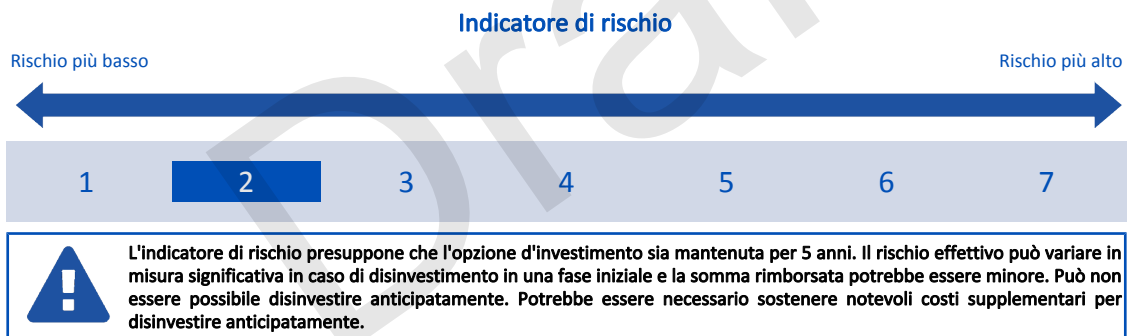 Indicatore di rischio
Rischio più basso Rischio più alto
1 2 3 4 5 6 7
L'indicatore di rischio presuppone che l'opzione d'investimento sia mantenuta per 5 anni. Il rischio effettivo può variare in
misura significativa in caso di disinvestimento in una fase iniziale e la somma rimborsata potrebbe essere minore. Può non
essere possibile disinvestire anticipatamente. Potrebbe essere necessario sostenere notevoli costi supplementari per
disinvestire anticipatamente.